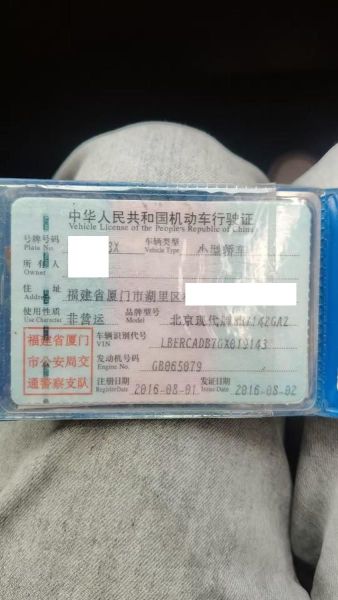 中华人民共和国机动车行驶证
Vehicle License of the People's Republic of China
号牌号码 3X 车辆类型 小型轿车
Plate No. Vehicle Type
所有人
Owner
住址 福建省厦门市湖里区
Address
使用性质 非营运 品牌型号 北京现代牌
Use Character Model
福建省厦门
市公安局交
通警察支队
车辆识别代号 LBERCADB7GX019143
VIN
发动机号码 GB065079
Engine No.
注册日期 2016-08-01 发证日期 2016-08-02
Register Date Issue Date